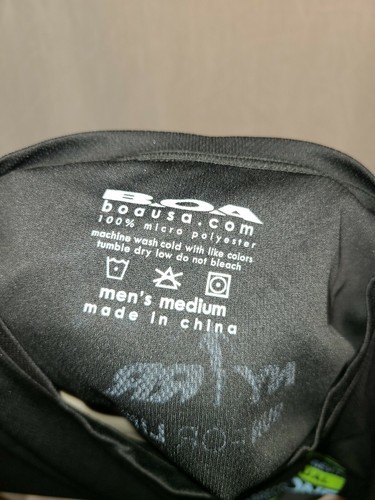 BOA
boausa.com
100% micro polyester
machine wash cold with like colors
tumble dry low do not bleach
men's medium
made in china